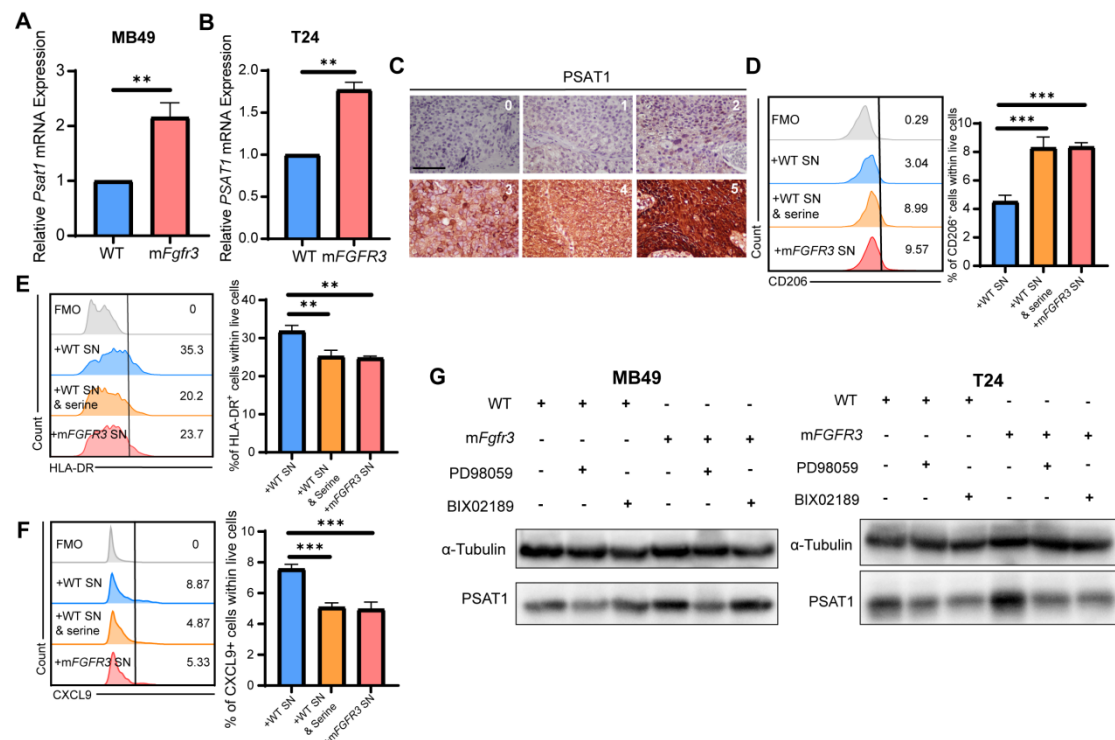 A
MB49
Relative Psat1 mRNA Expression
3
2
1
0
**
WT
mFgfr3
B
T24
Relative PSAT1 mRNA Expression
2.0
1.5
1.0
0.5
0.0
**
WT
mFGFR3
C
PSAT1
0
1
2
3
4
5
D
FMO
0.29
+WT SN
3.04
+WT SN
& serine
8.99
+mFGFR3 SN
9.57
Count
CD206
% of CD206+ cells within live cells
10
8
6
4
2
0
***
***
+WT SN
+WT SN
& serine
+mFGFR3 SN
E
FMO
0
+WT SN
35.3
+WT SN
& serine
20.2
+mFGFR3 SN
23.7
Count
HLA-DR
%of HLA-DR+ cells within live cells
40
30
20
10
0
**
**
+WT SN
+WT SN
& Serine
+mFGFR3 SN
F
FMO
0
+WT SN
8.87
+WT SN
& serine
4.87
+mFGFR3 SN
5.33
Count
CXCL9
% of CXCL9+ cells within live cells
10
8
6
4
2
0
***
***
+WT SN
+WT SN
& Serine
+mFGFR3 SN
G
MB49
WT + + + - - -
mFgfr3 - - - + + +
PD98059 - + - - + -
BIX02189 - - + - - +
α-Tubulin
PSAT1
T24
WT + + + - - -
mFGFR3 - - - + + +
PD98059 - + - - + -
BIX02189 - - + - - +
α-Tubulin
PSAT1